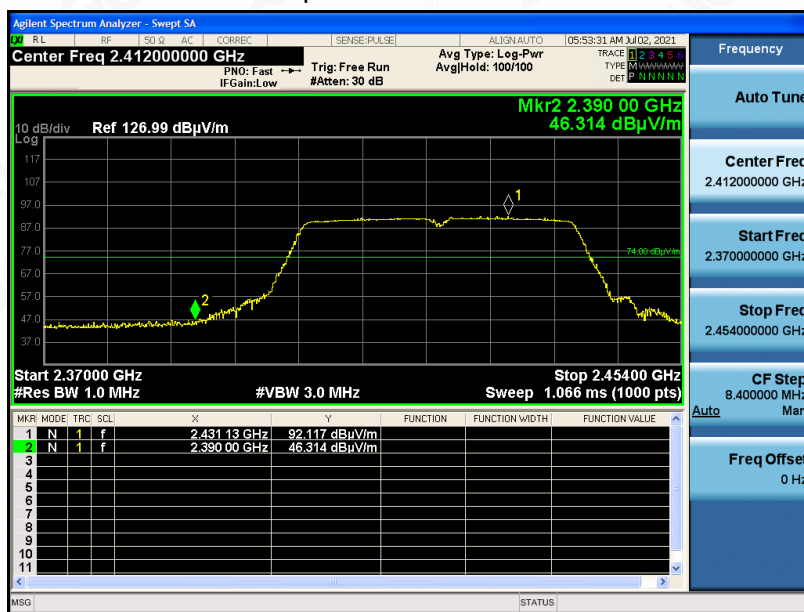 Agilent Spectrum Analyzer - Swept SA
LXI RL RF 50 Ω AC CORREC SENSE:PULSE ALIGN AUTO 05:53:31 AM Jul 02, 2021
Center Freq 2.412000000 GHz
PNO: Fast
IFGain:Low
Trig: Free Run
#Atten: 30 dB
Avg Type: Log-Pwr
Avg|Hold: 100/100
TRACE 1 2 3 4 5 6
TYPE M
DET P N N N N N
Mkr2 2.390 00 GHz
46.314 dBµV/m
10 dB/div Ref 126.99 dBµV/m
Log
117
107
97.0
87.0
77.0
67.0
57.0
47.0
37.0
1
2
74.00 dBµV/m
Start 2.37000 GHz Stop 2.45400 GHz
#Res BW 1.0 MHz #VBW 3.0 MHz Sweep 1.066 ms (1000 pts)
MKR MODE TRC SCL X Y FUNCTION FUNCTION WIDTH FUNCTION VALUE
1 N 1 f 2.431 13 GHz 92.117 dBµV/m
2 N 1 f 2.390 00 GHz 46.314 dBµV/m
3
4
5
6
7
8
9
10
11
MSG STATUS
Frequency
Auto Tune
Center Freq
2.412000000 GHz
Start Freq
2.370000000 GHz
Stop Freq
2.454000000 GHz
CF Step
8.400000 MHz
Auto Man
Freq Offset
0 Hz